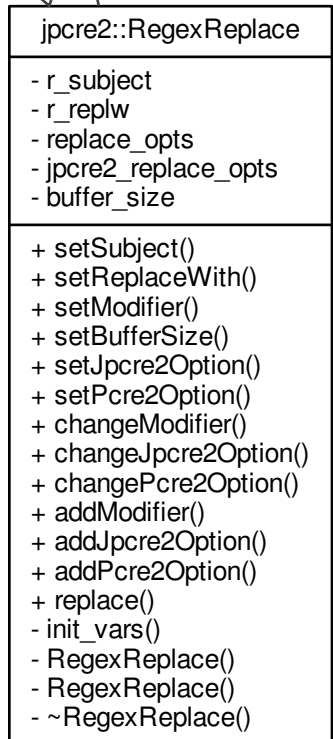 jpcre2::RegexReplace
- r_subject
- r_replw
- replace_opts
- jpcre2_replace_opts
- buffer_size
+ setSubject()
+ setReplaceWith()
+ setModifier()
+ setBufferSize()
+ setJpcre2Option()
+ setPcre2Option()
+ changeModifier()
+ changeJpcre2Option()
+ changePcre2Option()
+ addModifier()
+ addJpcre2Option()
+ addPcre2Option()
+ replace()
- init_vars()
- RegexReplace()
- RegexReplace()
- ~RegexReplace()